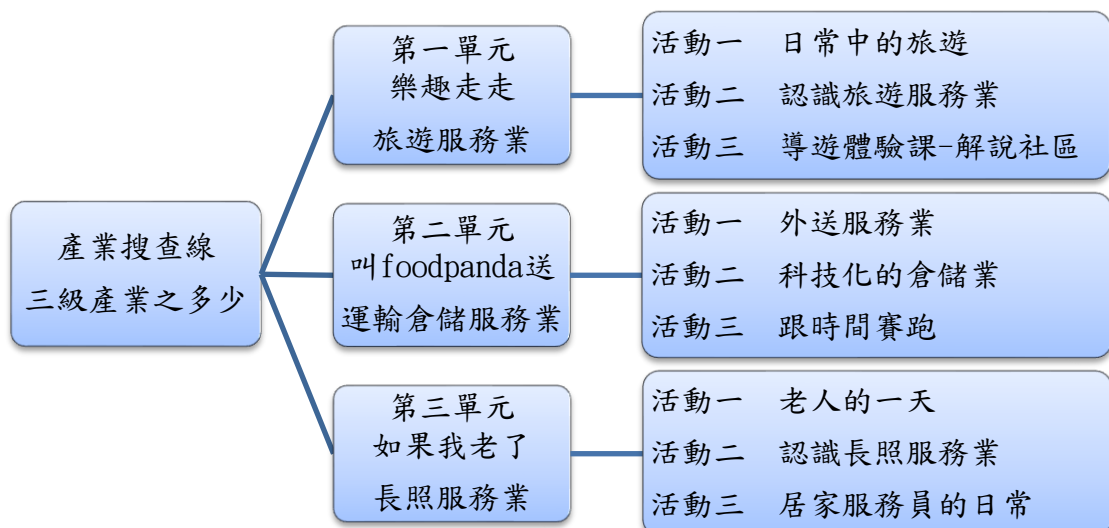 產業搜查線
三級產業之多少
第一單元
樂趣走走
旅遊服務業
活動一 日常中的旅遊
活動二 認識旅遊服務業
活動三 導遊體驗課-解說社區
第二單元
叫foodpanda送
運輸倉儲服務業
活動一 外送服務業
活動二 科技化的倉儲業
活動三 跟時間賽跑
第三單元
如果我老了
長照服務業
活動一 老人的一天
活動二 認識長照服務業
活動三 居家服務員的日常